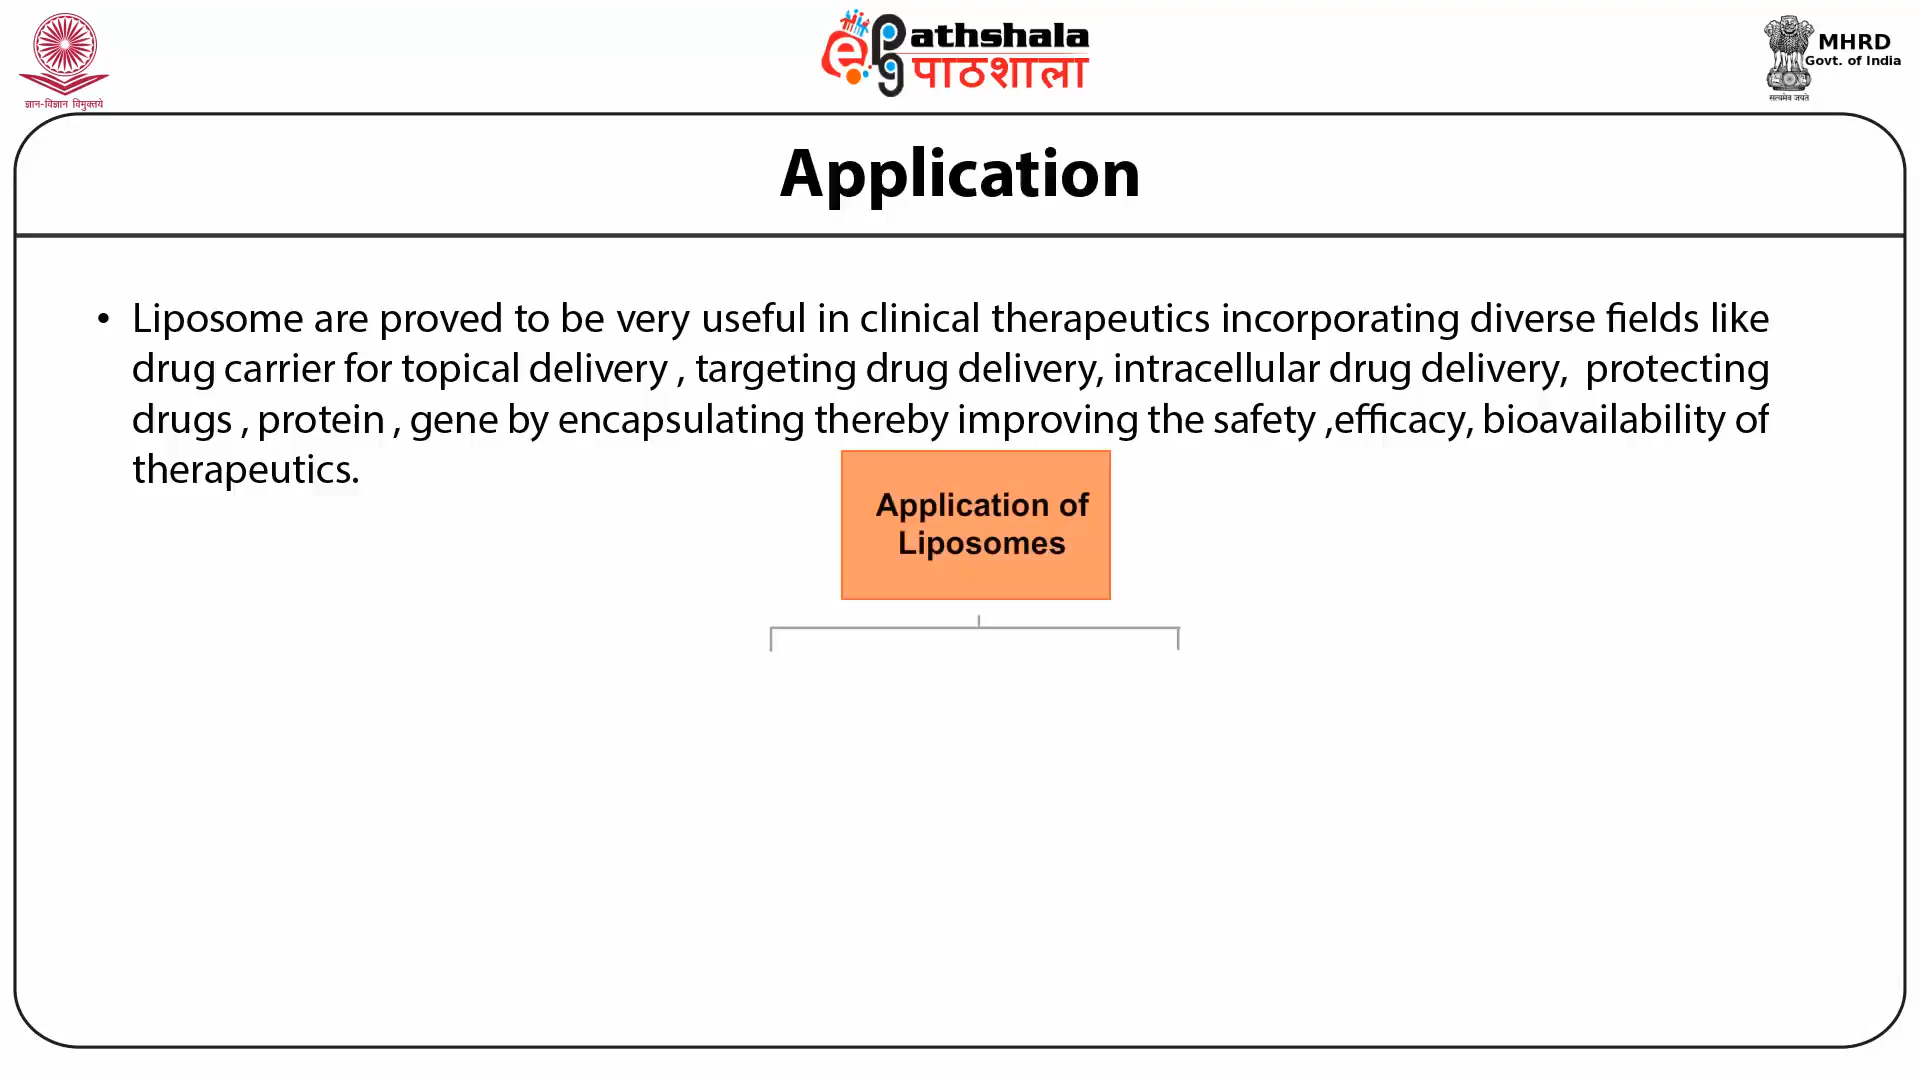 ज्ञान-विज्ञान विमुक्तये
ePg Pathshala
पाठशाला
MHRD
Govt. of India
सत्यमेव जयते
Application
• Liposome are proved to be very useful in clinical therapeutics incorporating diverse fields like
drug carrier for topical delivery , targeting drug delivery, intracellular drug delivery, protecting
drugs , protein , gene by encapsulating thereby improving the safety ,efficacy, bioavailability of
therapeutics.
Application of
Liposomes